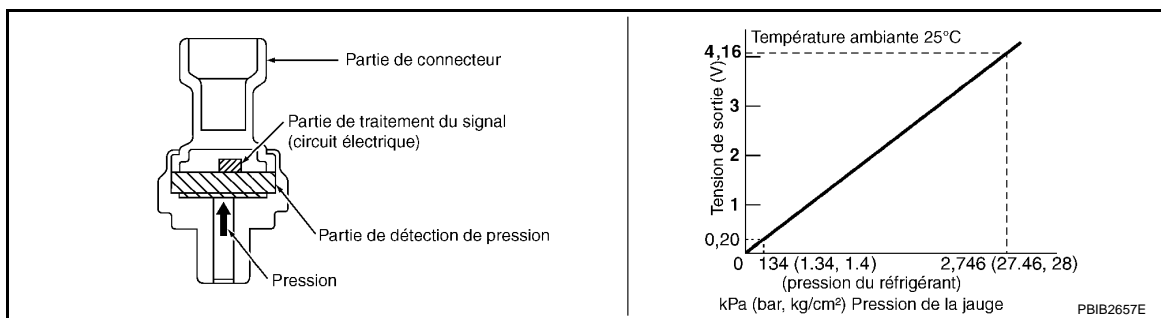 Partie de connecteur
Partie de traitement du signal
(circuit électrique)
Partie de détection de pression
Pression
Température ambiante 25°C
4,16
3
2
1
0,20
Tension de sortie (V)
0 134 (1.34, 1.4) 2,746 (27.46, 28)
(pression du réfrigérant)
kPa (bar, kg/cm²) Pression de la jauge
PBIB2657E